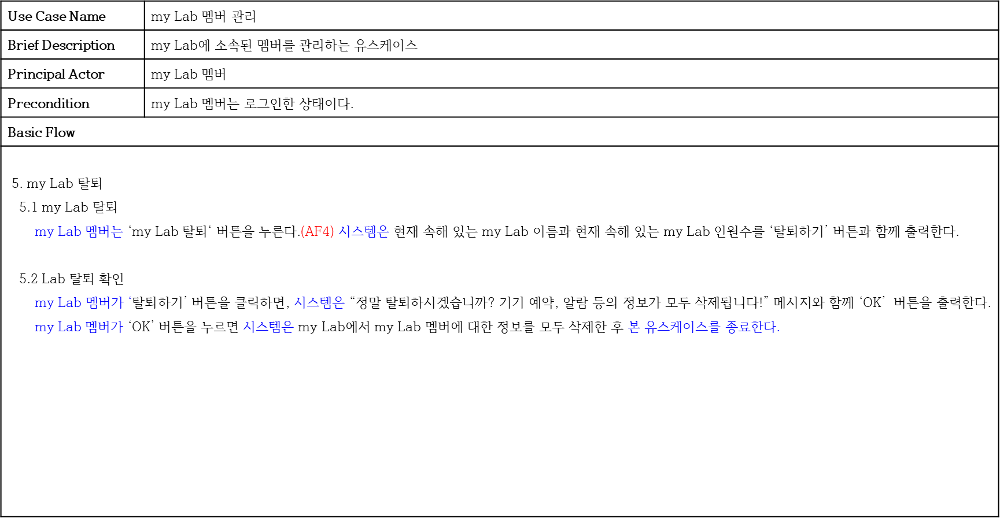 Use Case Name my Lab 멤버 관리
Brief Description my Lab에 소속된 멤버를 관리하는 유스케이스
Principal Actor my Lab 멤버
Precondition my Lab 멤버는 로그인한 상태이다.
Basic Flow
5. my Lab 탈퇴
5.1 my Lab 탈퇴
my Lab 멤버는 ‘my Lab 탈퇴‘ 버튼을 누른다.(AF4) 시스템은 현재 속해 있는 my Lab 이름과 현재 속해 있는 my Lab 인원수를 ‘탈퇴하기’ 버튼과 함께 출력한다.
5.2 Lab 탈퇴 확인
my Lab 멤버가 ‘탈퇴하기’ 버튼을 클릭하면, 시스템은 “정말 탈퇴하시겠습니까? 기기 예약, 알람 등의 정보가 모두 삭제됩니다!” 메시지와 함께 ‘OK’ 버튼을 출력한다.
my Lab 멤버가 ‘OK’ 버튼을 누르면 시스템은 my Lab에서 my Lab 멤버에 대한 정보를 모두 삭제한 후 본 유스케이스를 종료한다.